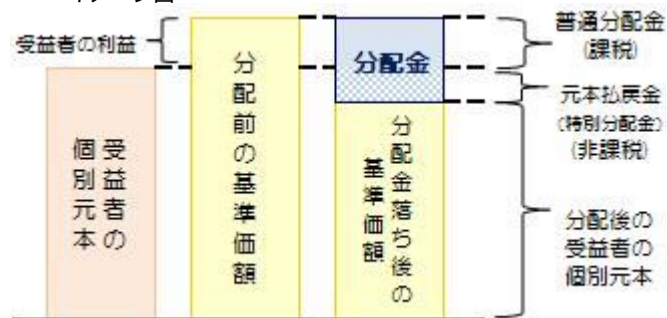 受益者の利益
受益者の
個別元本
分配前の基準価額
分配金
分配金落ち後の
基準価額
普通分配金
(課税)
元本払戻金
(特別分配金)
(非課税)
分配後の
受益者の
個別元本